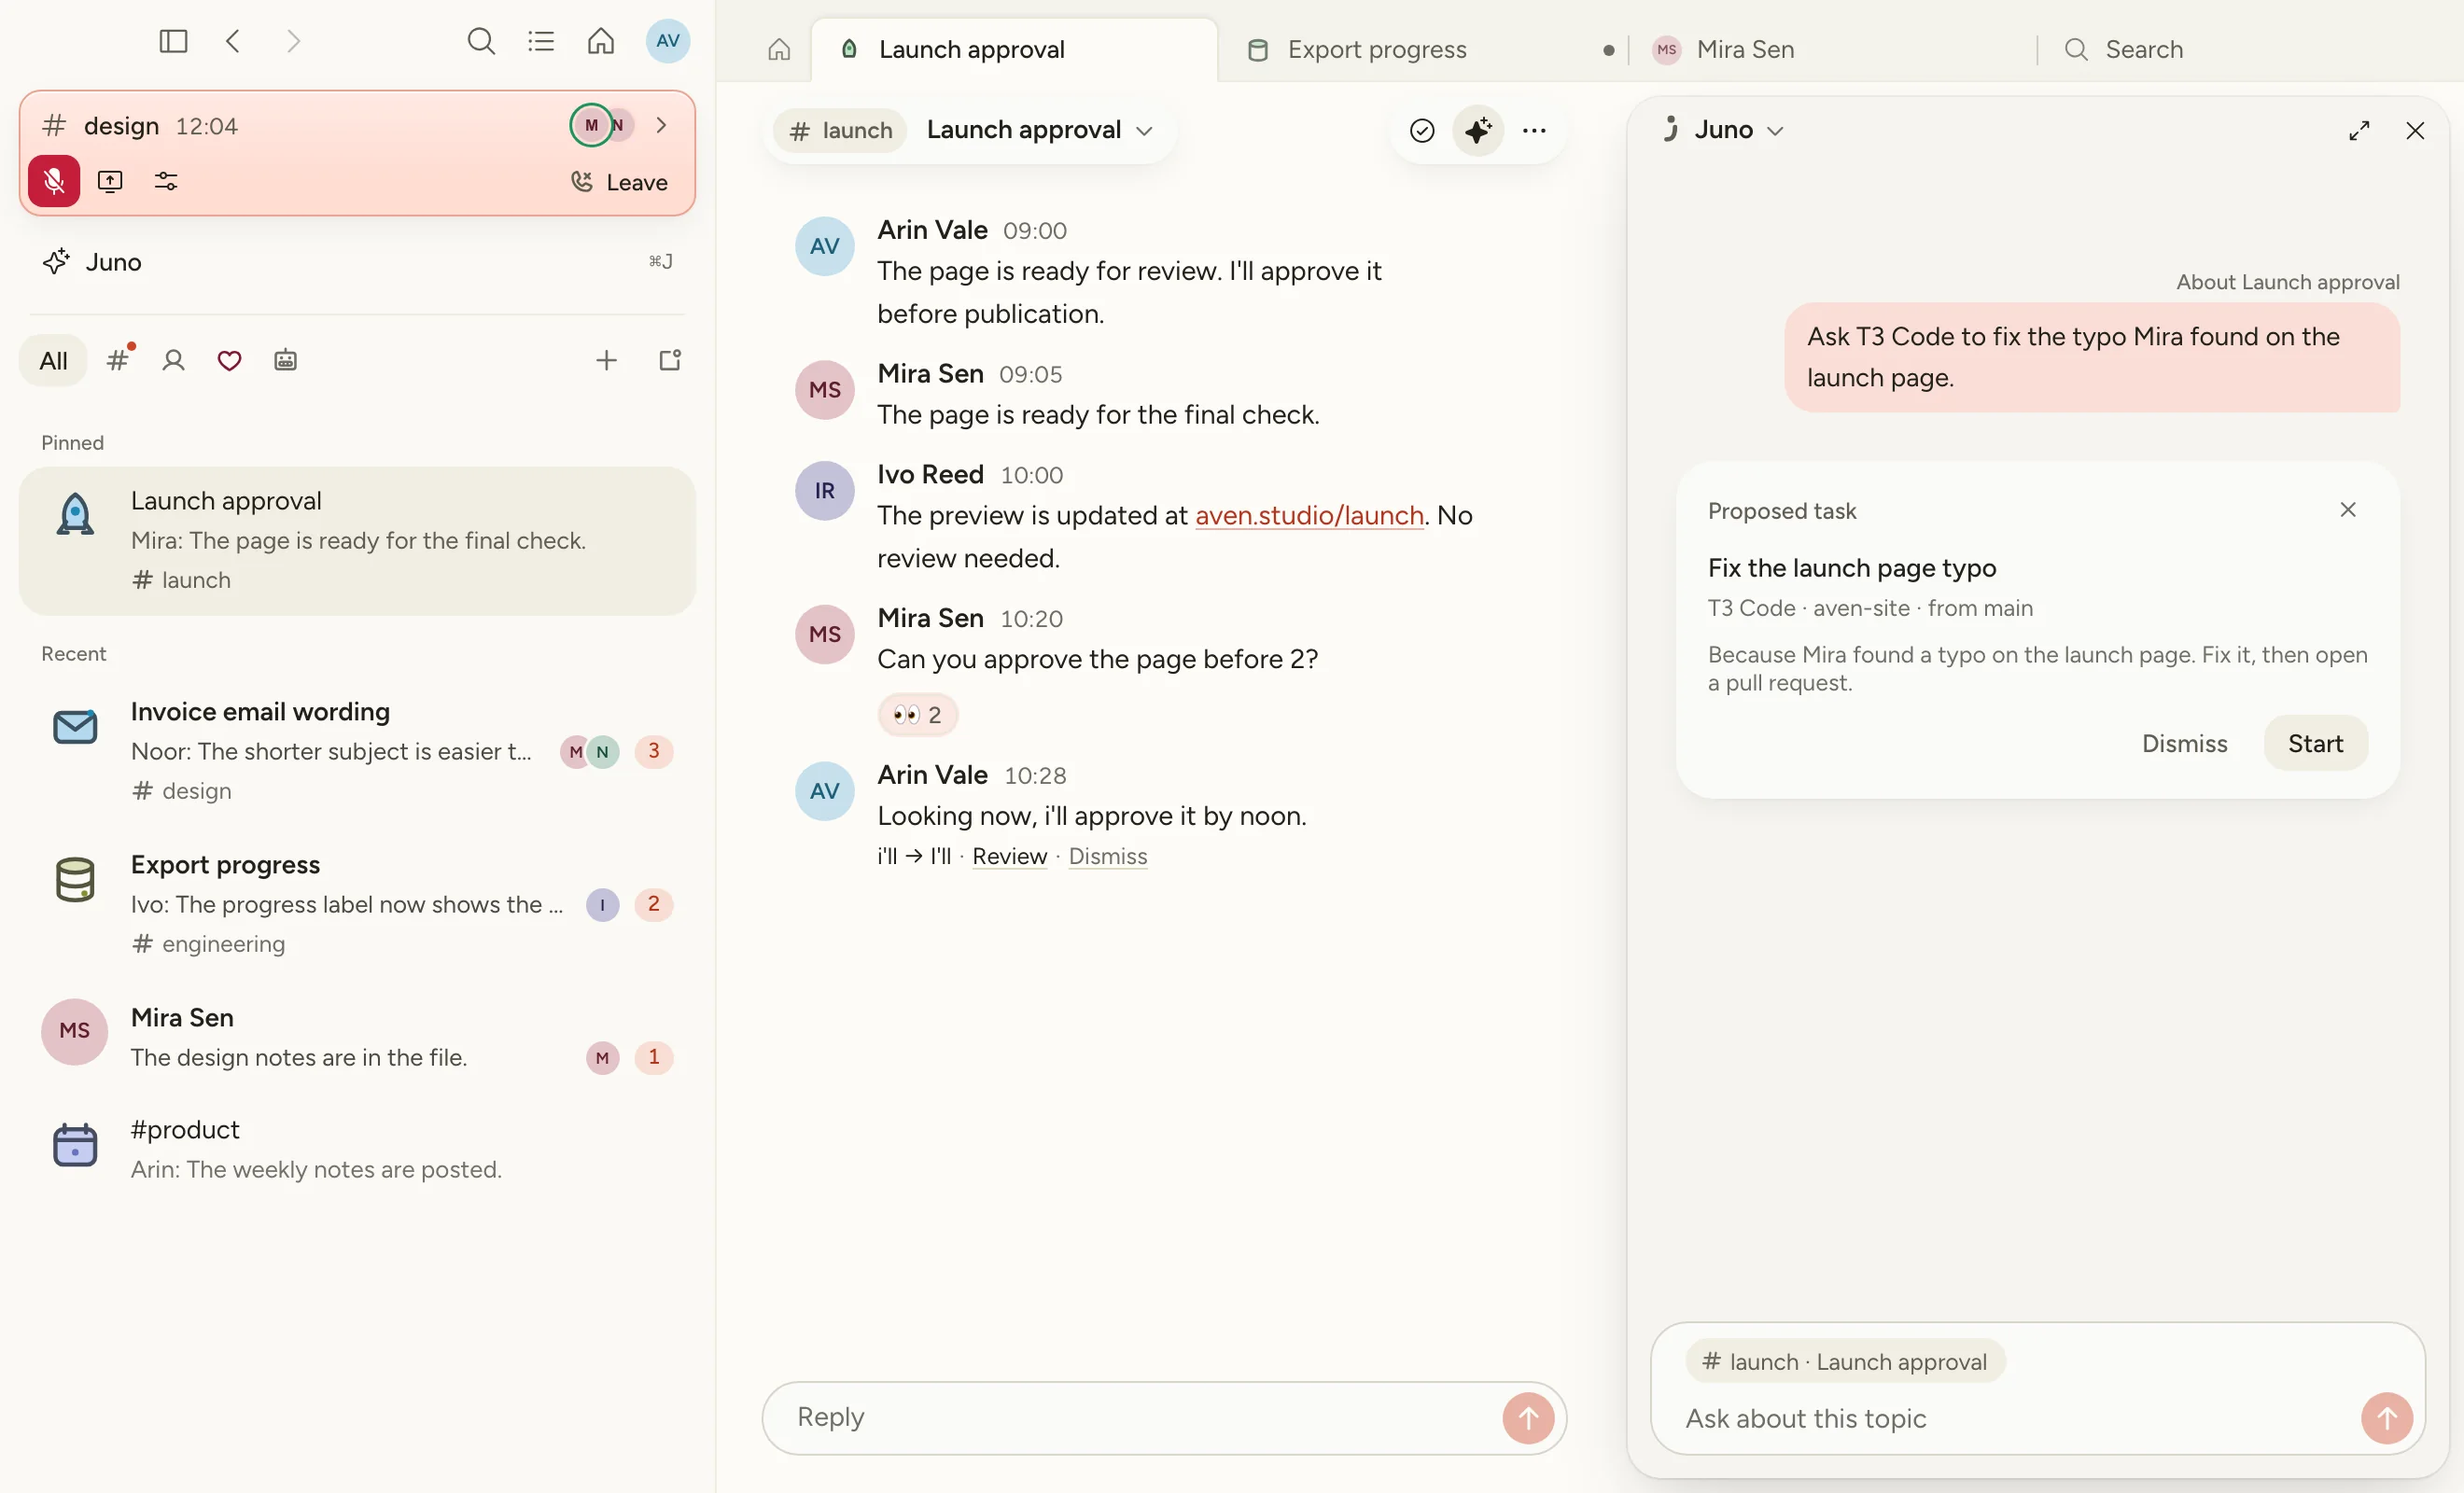 AV
# design 12:04
M N
Leave
Juno
⌘J
All
Pinned
Launch approval
Mira: The page is ready for the final check.
# launch
Recent
Invoice email wording
Noor: The shorter subject is easier t...
M N 3
# design
Export progress
Ivo: The progress label now shows the ...
I 2
# engineering
MS
Mira Sen
The design notes are in the file.
M 1
#product
Arin: The weekly notes are posted.
Launch approval
Export progress
MS Mira Sen
Search
# launch Launch approval
AV
Arin Vale 09:00
The page is ready for review. I'll approve it
before publication.
MS
Mira Sen 09:05
The page is ready for the final check.
IR
Ivo Reed 10:00
The preview is updated at aven.studio/launch. No
review needed.
MS
Mira Sen 10:20
Can you approve the page before 2?
👀 2
AV
Arin Vale 10:28
Looking now, i'll approve it by noon.
i'll → I'll · Review · Dismiss
Reply
Juno
About Launch approval
Ask T3 Code to fix the typo Mira found on the
launch page.
Proposed task
Fix the launch page typo
T3 Code · aven-site · from main
Because Mira found a typo on the launch page. Fix it, then open
a pull request.
Dismiss
Start
# launch · Launch approval
Ask about this topic